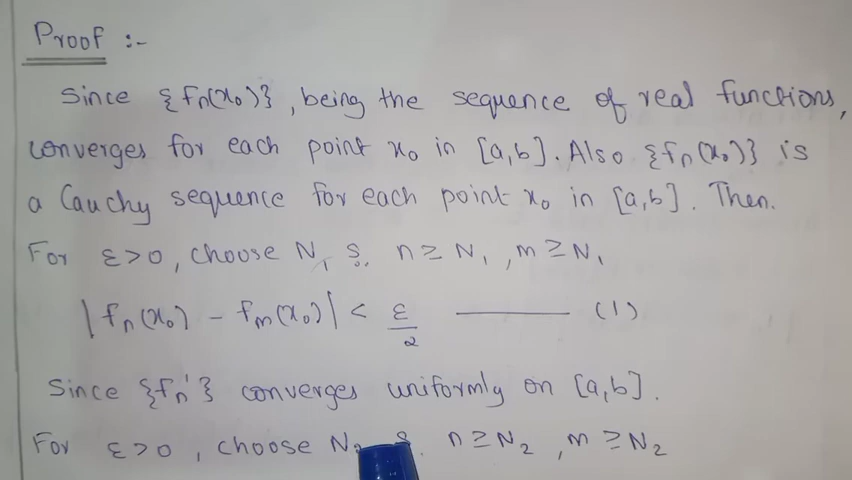 Proof :-
Since {fn(x₀)}, being the sequence of real functions,
converges for each point x₀ in [a,b]. Also {fn(x₀)} is
a Cauchy sequence for each point x₀ in [a,b]. Then.
For ε>0, choose N₁ s. n ≥ N₁, m ≥ N₁
|fn(x₀) - fm(x₀)| < ε/2 ——— (1)
Since {fn'} converges uniformly on [a,b].
For ε>0, choose N₂ s. n ≥ N₂, m ≥ N₂